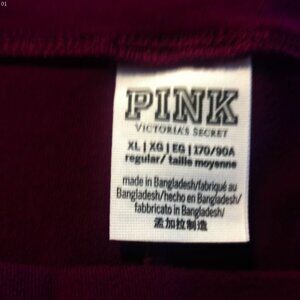 01
PINK
VICTORIA'S SECRET
XL | XG | EG | 170/90A
regular/ taille moyenne
made in Bangladesh/fabriqué au
Bangladesh/hecho en Bangladesh/
fabbricato in Bangladesh/
孟加拉制造